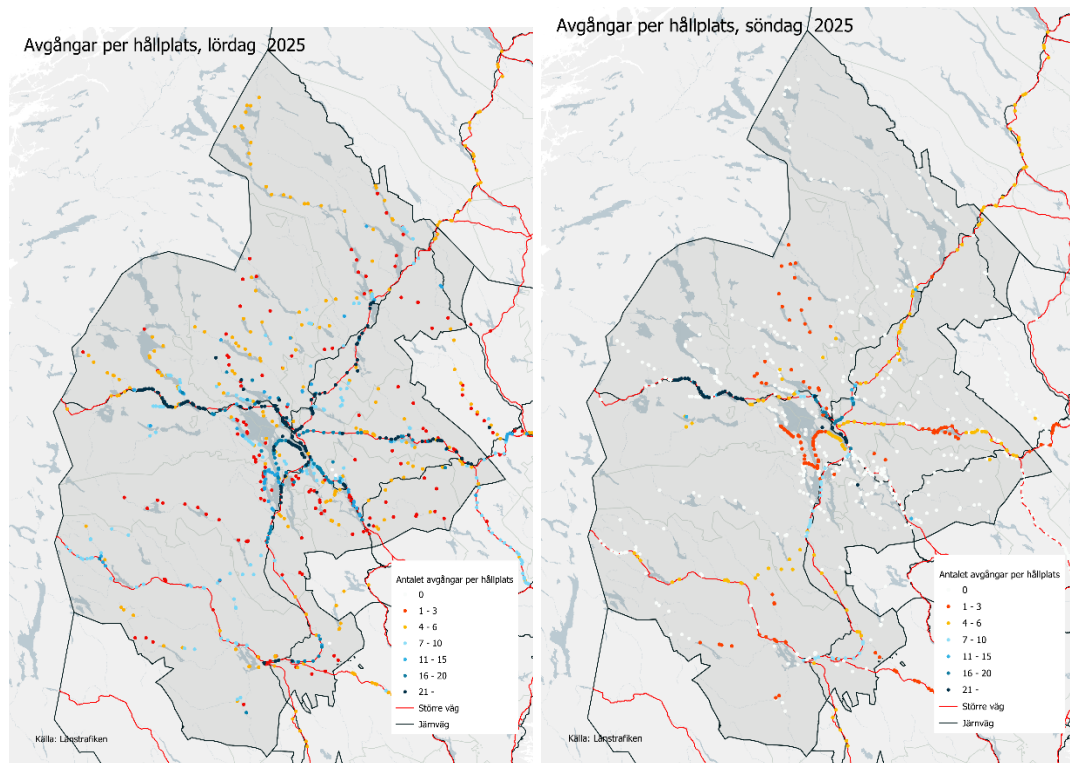 Avgångar per hållplats, lördag 2025
Antalet avgångar per hållplats
0
1 - 3
4 - 6
7 - 10
11 - 15
16 - 20
21 -
Större väg
Järnväg
Källa: Länstrafiken
Avgångar per hållplats, söndag 2025
Antalet avgångar per hållplats
0
1 - 3
4 - 6
7 - 10
11 - 15
16 - 20
21 -
Större väg
Järnväg
Källa: Länstrafiken